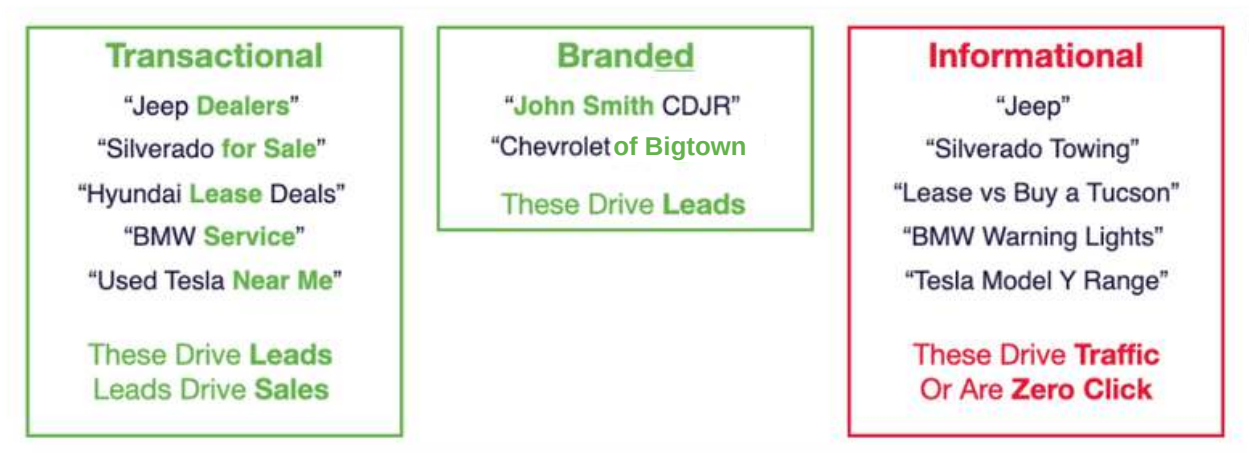 Transactional
“Jeep Dealers”
“Silverado for Sale”
“Hyundai Lease Deals”
“BMW Service”
“Used Tesla Near Me”
These Drive Leads
Leads Drive Sales
Branded
“John Smith CDJR”
“Chevrolet of Bigtown
These Drive Leads
Informational
“Jeep”
“Silverado Towing”
“Lease vs Buy a Tucson”
“BMW Warning Lights”
“Tesla Model Y Range”
These Drive Traffic
Or Are Zero Click